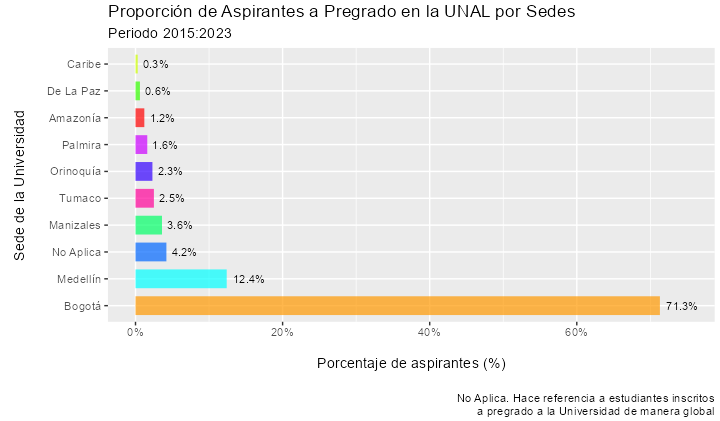 Proporción de Aspirantes a Pregrado en la UNAL por Sedes
Periodo 2015:2023
Sede de la Universidad
Caribe 0.3%
De La Paz 0.6%
Amazonía 1.2%
Palmira 1.6%
Orinoquía 2.3%
Tumaco 2.5%
Manizales 3.6%
No Aplica 4.2%
Medellín 12.4%
Bogotá 71.3%
0% 20% 40% 60%
Porcentaje de aspirantes (%)
No Aplica. Hace referencia a estudiantes inscritos
a pregrado a la Universidad de manera global